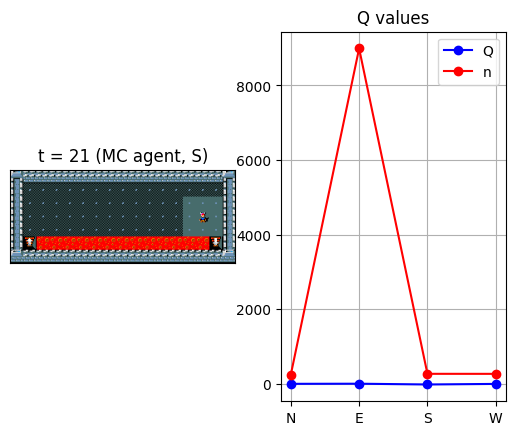 Q values
Q
n
8000
6000
4000
2000
0
N E S W
t = 21 (MC agent, S)